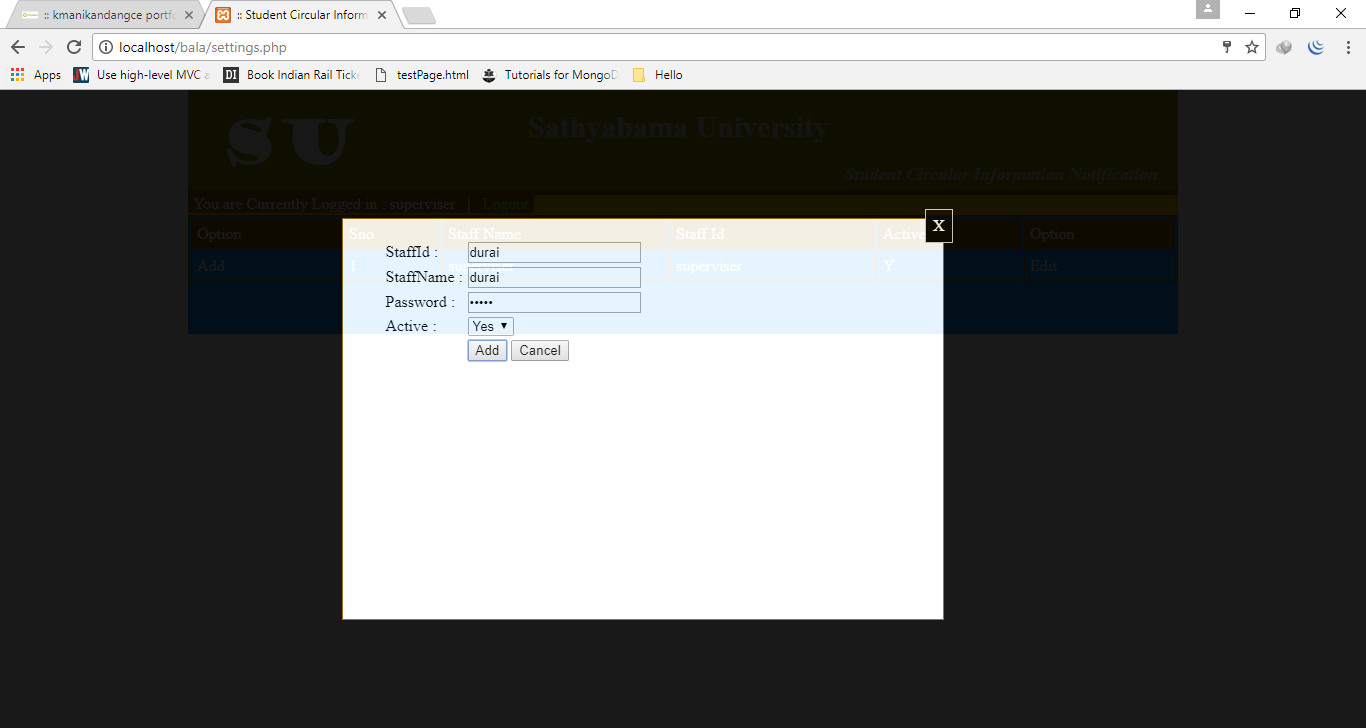 :: kmanikandangce portfo
:: Student Circular Inform
localhost/bala/settings.php
Apps
Use high-level MVC a
DI Book Indian Rail Ticke
testPage.html
Tutorials for MongoD
Hello
SU
Sathyabama University
Student Circular Information Notification
You are Currently Logged in : superviser | Logout
X
Option Sno Staff Name Staff Id Active Option
Add 1 superviser superviser Y Edit
StaffId : durai
StaffName : durai
Password : •••••
Active : Yes
Add Cancel